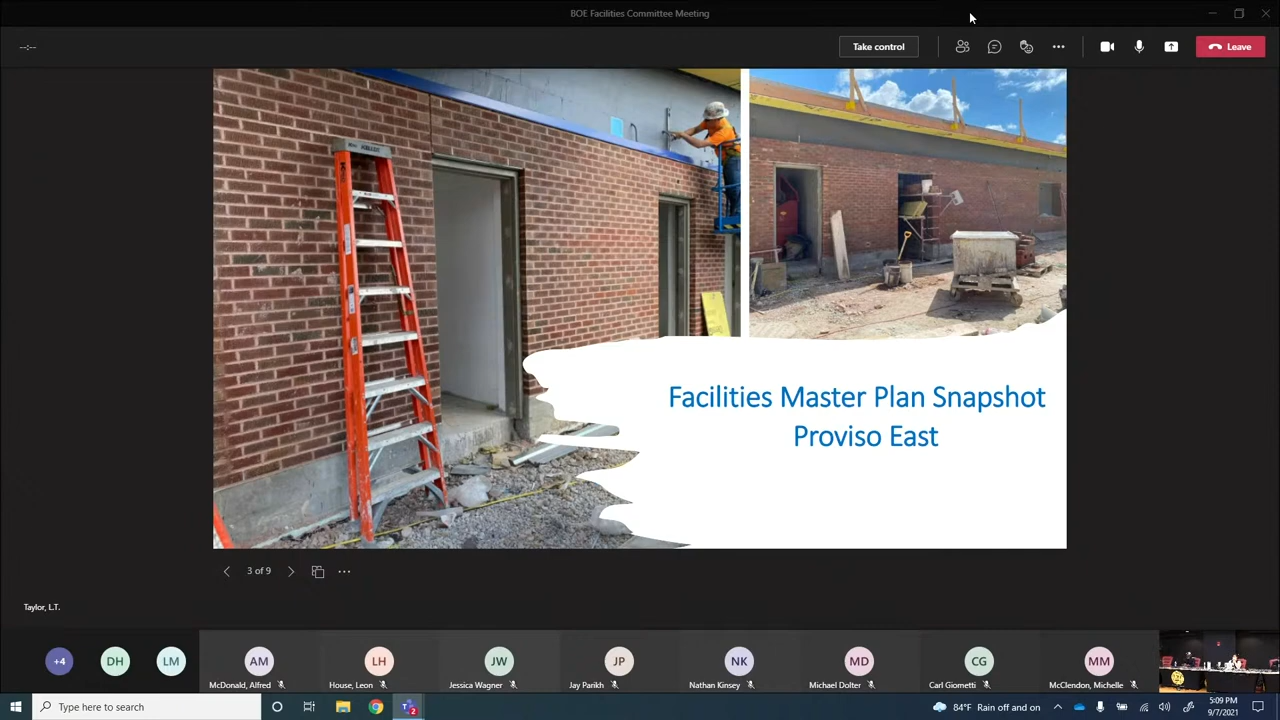 BOE Facilities Committee Meeting
--:--
Take control
Leave
Facilities Master Plan Snapshot
Proviso East
3 of 9
Taylor, L.T.
+4
DH
LM
AM
LH
JW
JP
NK
MD
CG
MM
McDonald, Alfred
House, Leon
Jessica Wagner
Jay Parikh
Nathan Kinsey
Michael Dolter
Carl Giometti
McClendon, Michelle
Type here to search
2
84°F Rain off and on
5:09 PM
9/7/2021